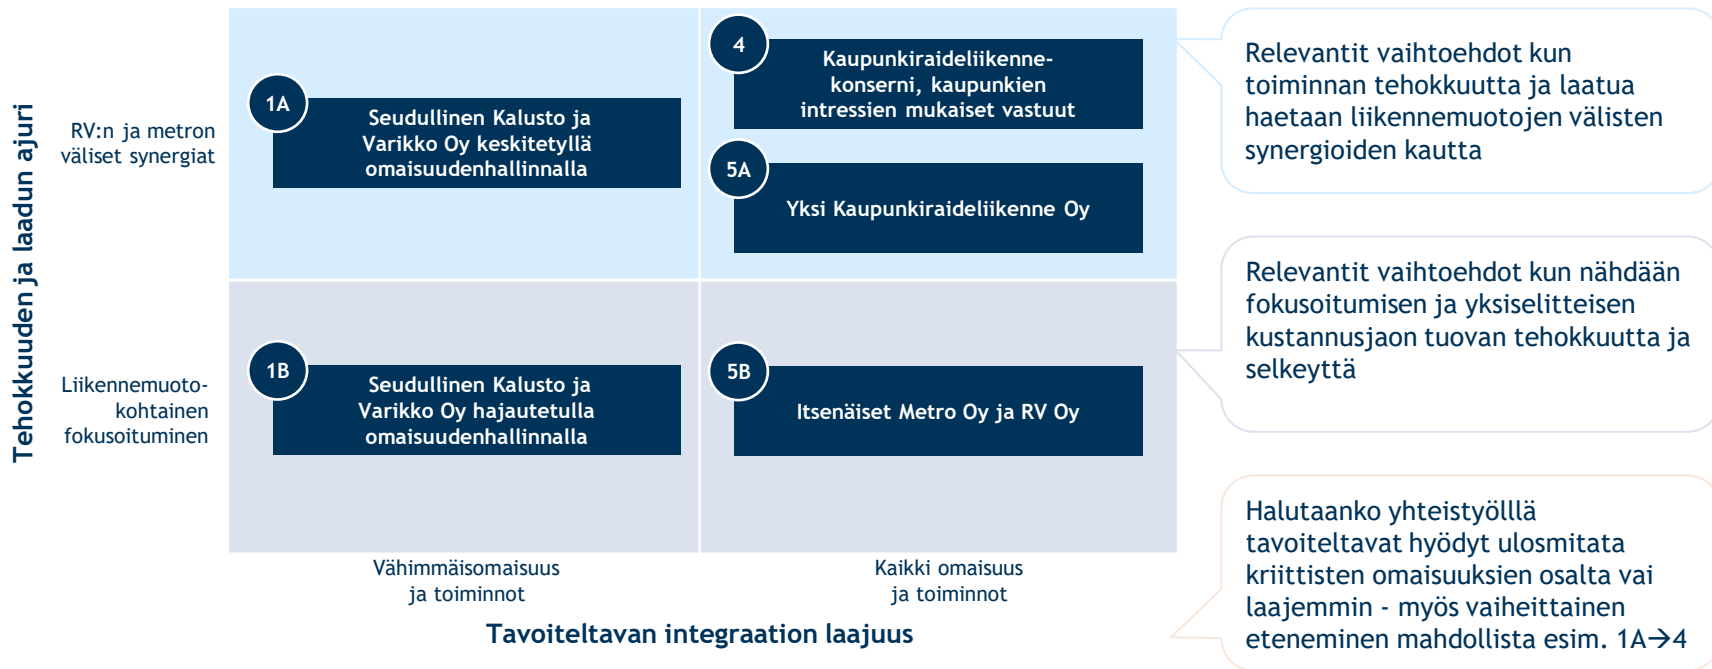 Tehokkuuden ja laadun ajuri
RV:n ja metron
väliset synergiat
1A
Seudullinen Kalusto ja
Varikko Oy keskitetyllä
omaisuudenhallinnalla
4
Kaupunkiraideliikenne-
konserni, kaupunkien
intressien mukaiset vastuut
5A
Yksi Kaupunkiraideliikenne Oy
Relevantit vaihtoehdot kun
toiminnan tehokkuutta ja laatua
haetaan liikennemuotojen välisten
synergioiden kautta
Liikennemuoto-
kohtainen
fokusoituminen
1B
Seudullinen Kalusto ja
Varikko Oy hajautetulla
omaisuudenhallinnalla
5B
Itsenäiset Metro Oy ja RV Oy
Relevantit vaihtoehdot kun nähdään
fokusoitumisen ja yksiselitteisen
kustannusjaon tuovan tehokkuutta ja
selkeyttä
Vähimmäisomaisuus
ja toiminnot
Kaikki omaisuus
ja toiminnot
Tavoiteltavan integraation laajuus
Halutaanko yhteistyölllä
tavoiteltavat hyödyt ulosmitata
kriittisten omaisuuksien osalta vai
laajemmin - myös vaiheittainen
eteneminen mahdollista esim. 1A→4